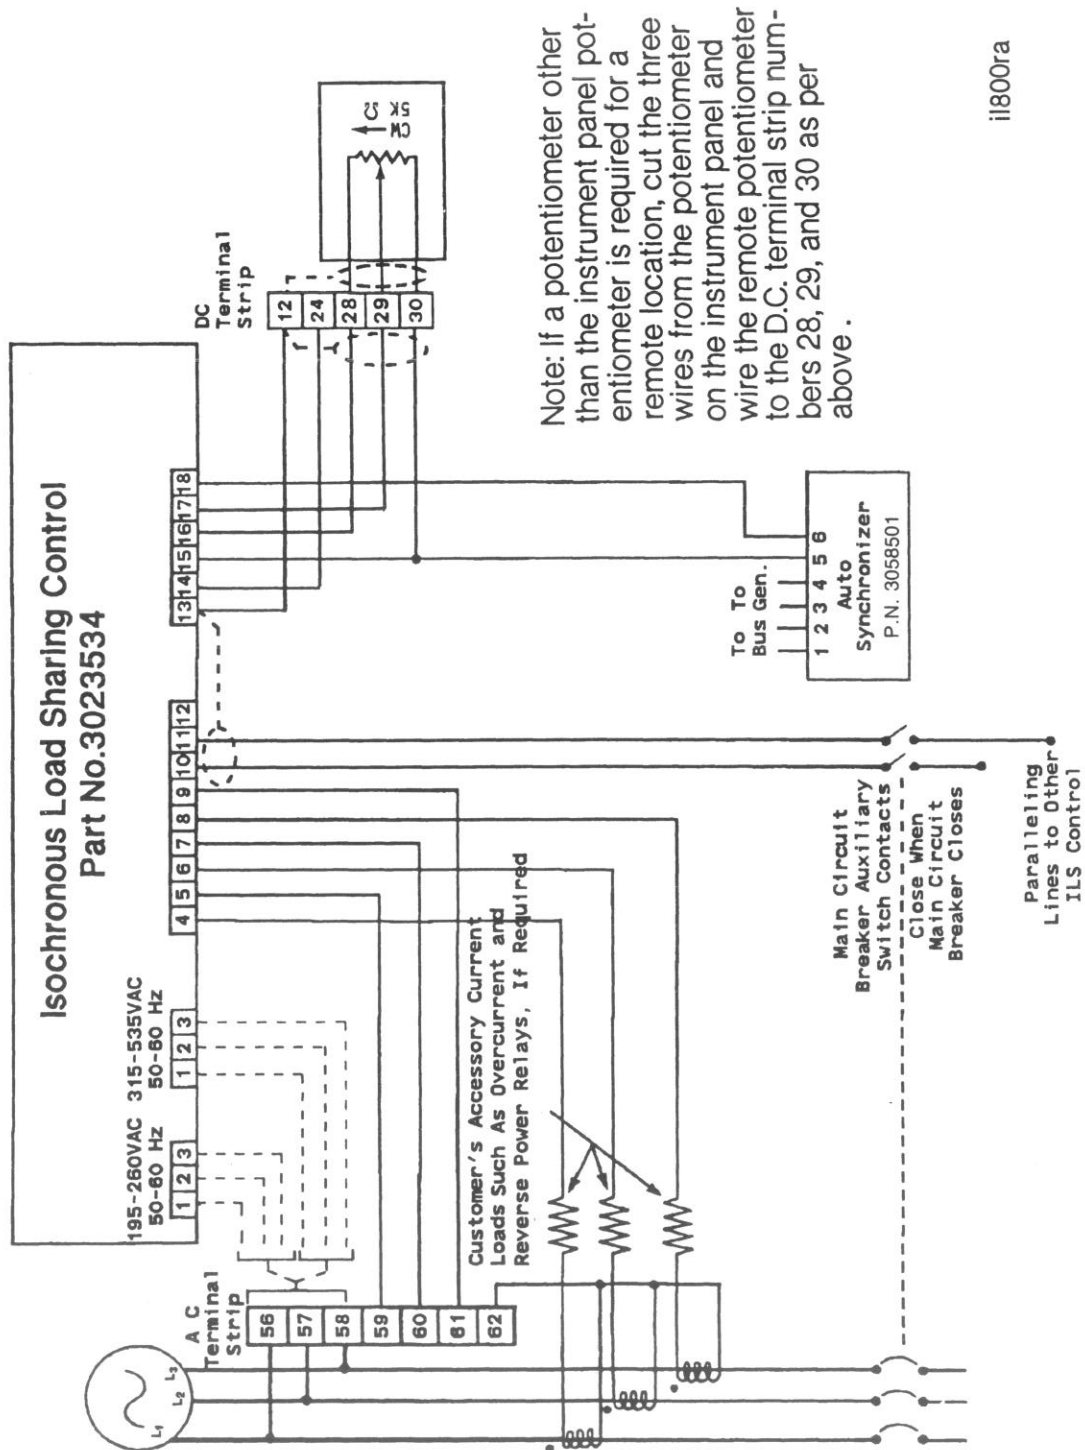 Isochronous Load Sharing Control
Part No.3023534
195-260VAC
50-60 Hz
1 2 3
315-535VAC
50-60 Hz
1 2 3
4 5 6 7 8 9 10 11 12
13 14 15 16 17 18
A C
Terminal
Strip
56
57
58
59
60
61
62
L1
L2
L3
DC
Terminal
Strip
12
24
28
29
30
CW
5K Ω
Customer's Accessory Current
Loads Such As Overcurrent and
Reverse Power Relays, If Required
To To
Bus Gen.
1 2 3 4 5 6
Auto
Synchronizer
P.N. 3058501
Main Circuit
Breaker Auxiliary
Switch Contacts
Close When
Main Circuit
Breaker Closes
Paralleling
Lines to Other
ILS Control
Note: If a potentiometer other
than the instrument panel pot-
entiometer is required for a
remote location, cut the three
wires from the potentiometer
on the instrument panel and
wire the remote potentiometer
to the D.C. terminal strip num-
bers 28, 29, and 30 as per
above.
il800ra